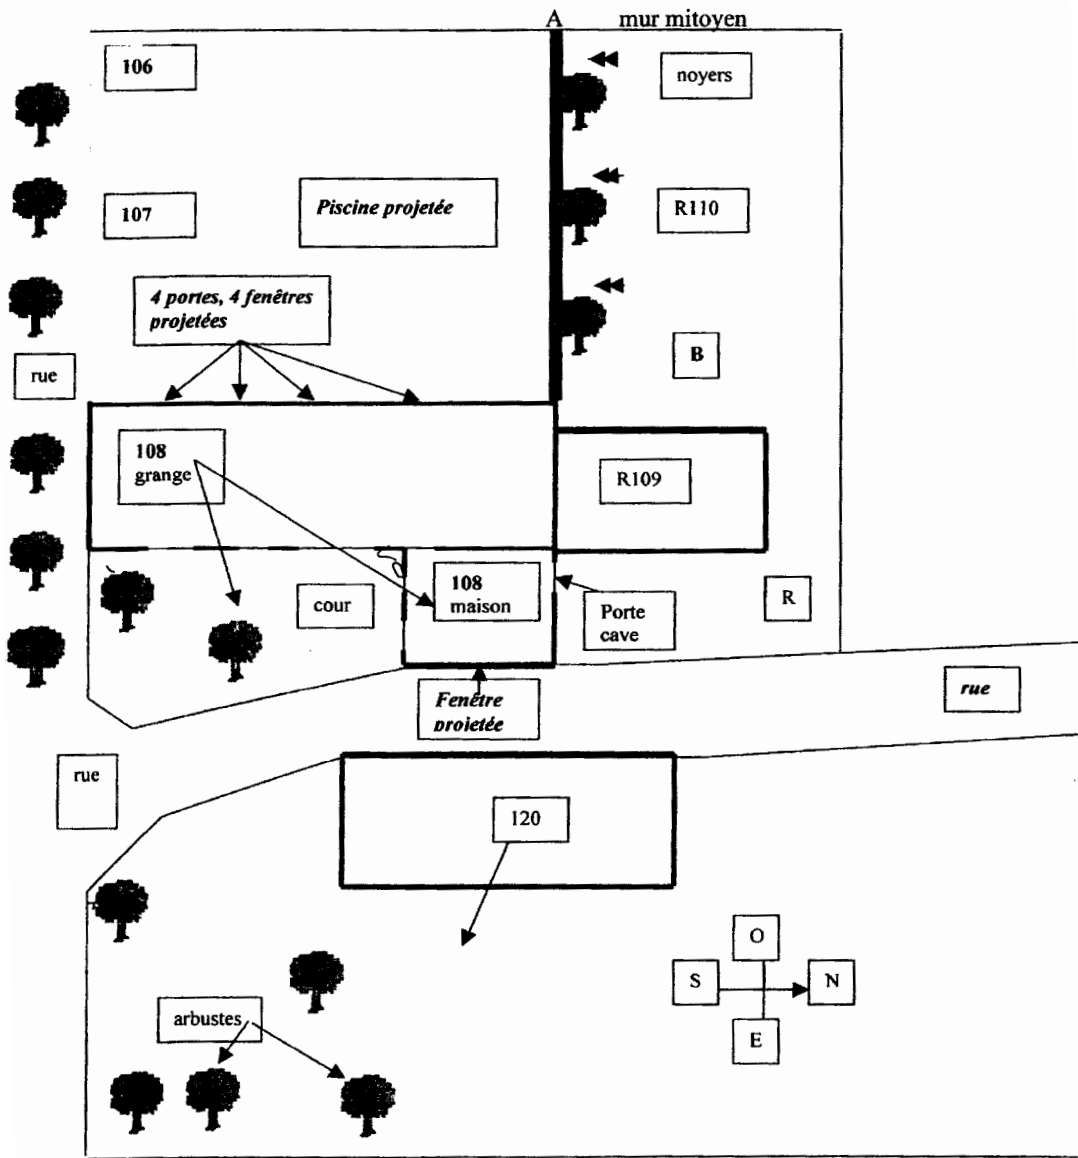 A mur mitoyen
106
noyers
107
Piscine projetée
R110
4 portes, 4 fenêtres
projetées
B
rue
108
grange
R109
108
maison
cour
Porte
cave
R
Fenêtre
projetée
rue
rue
120
O
S
N
E
arbustes